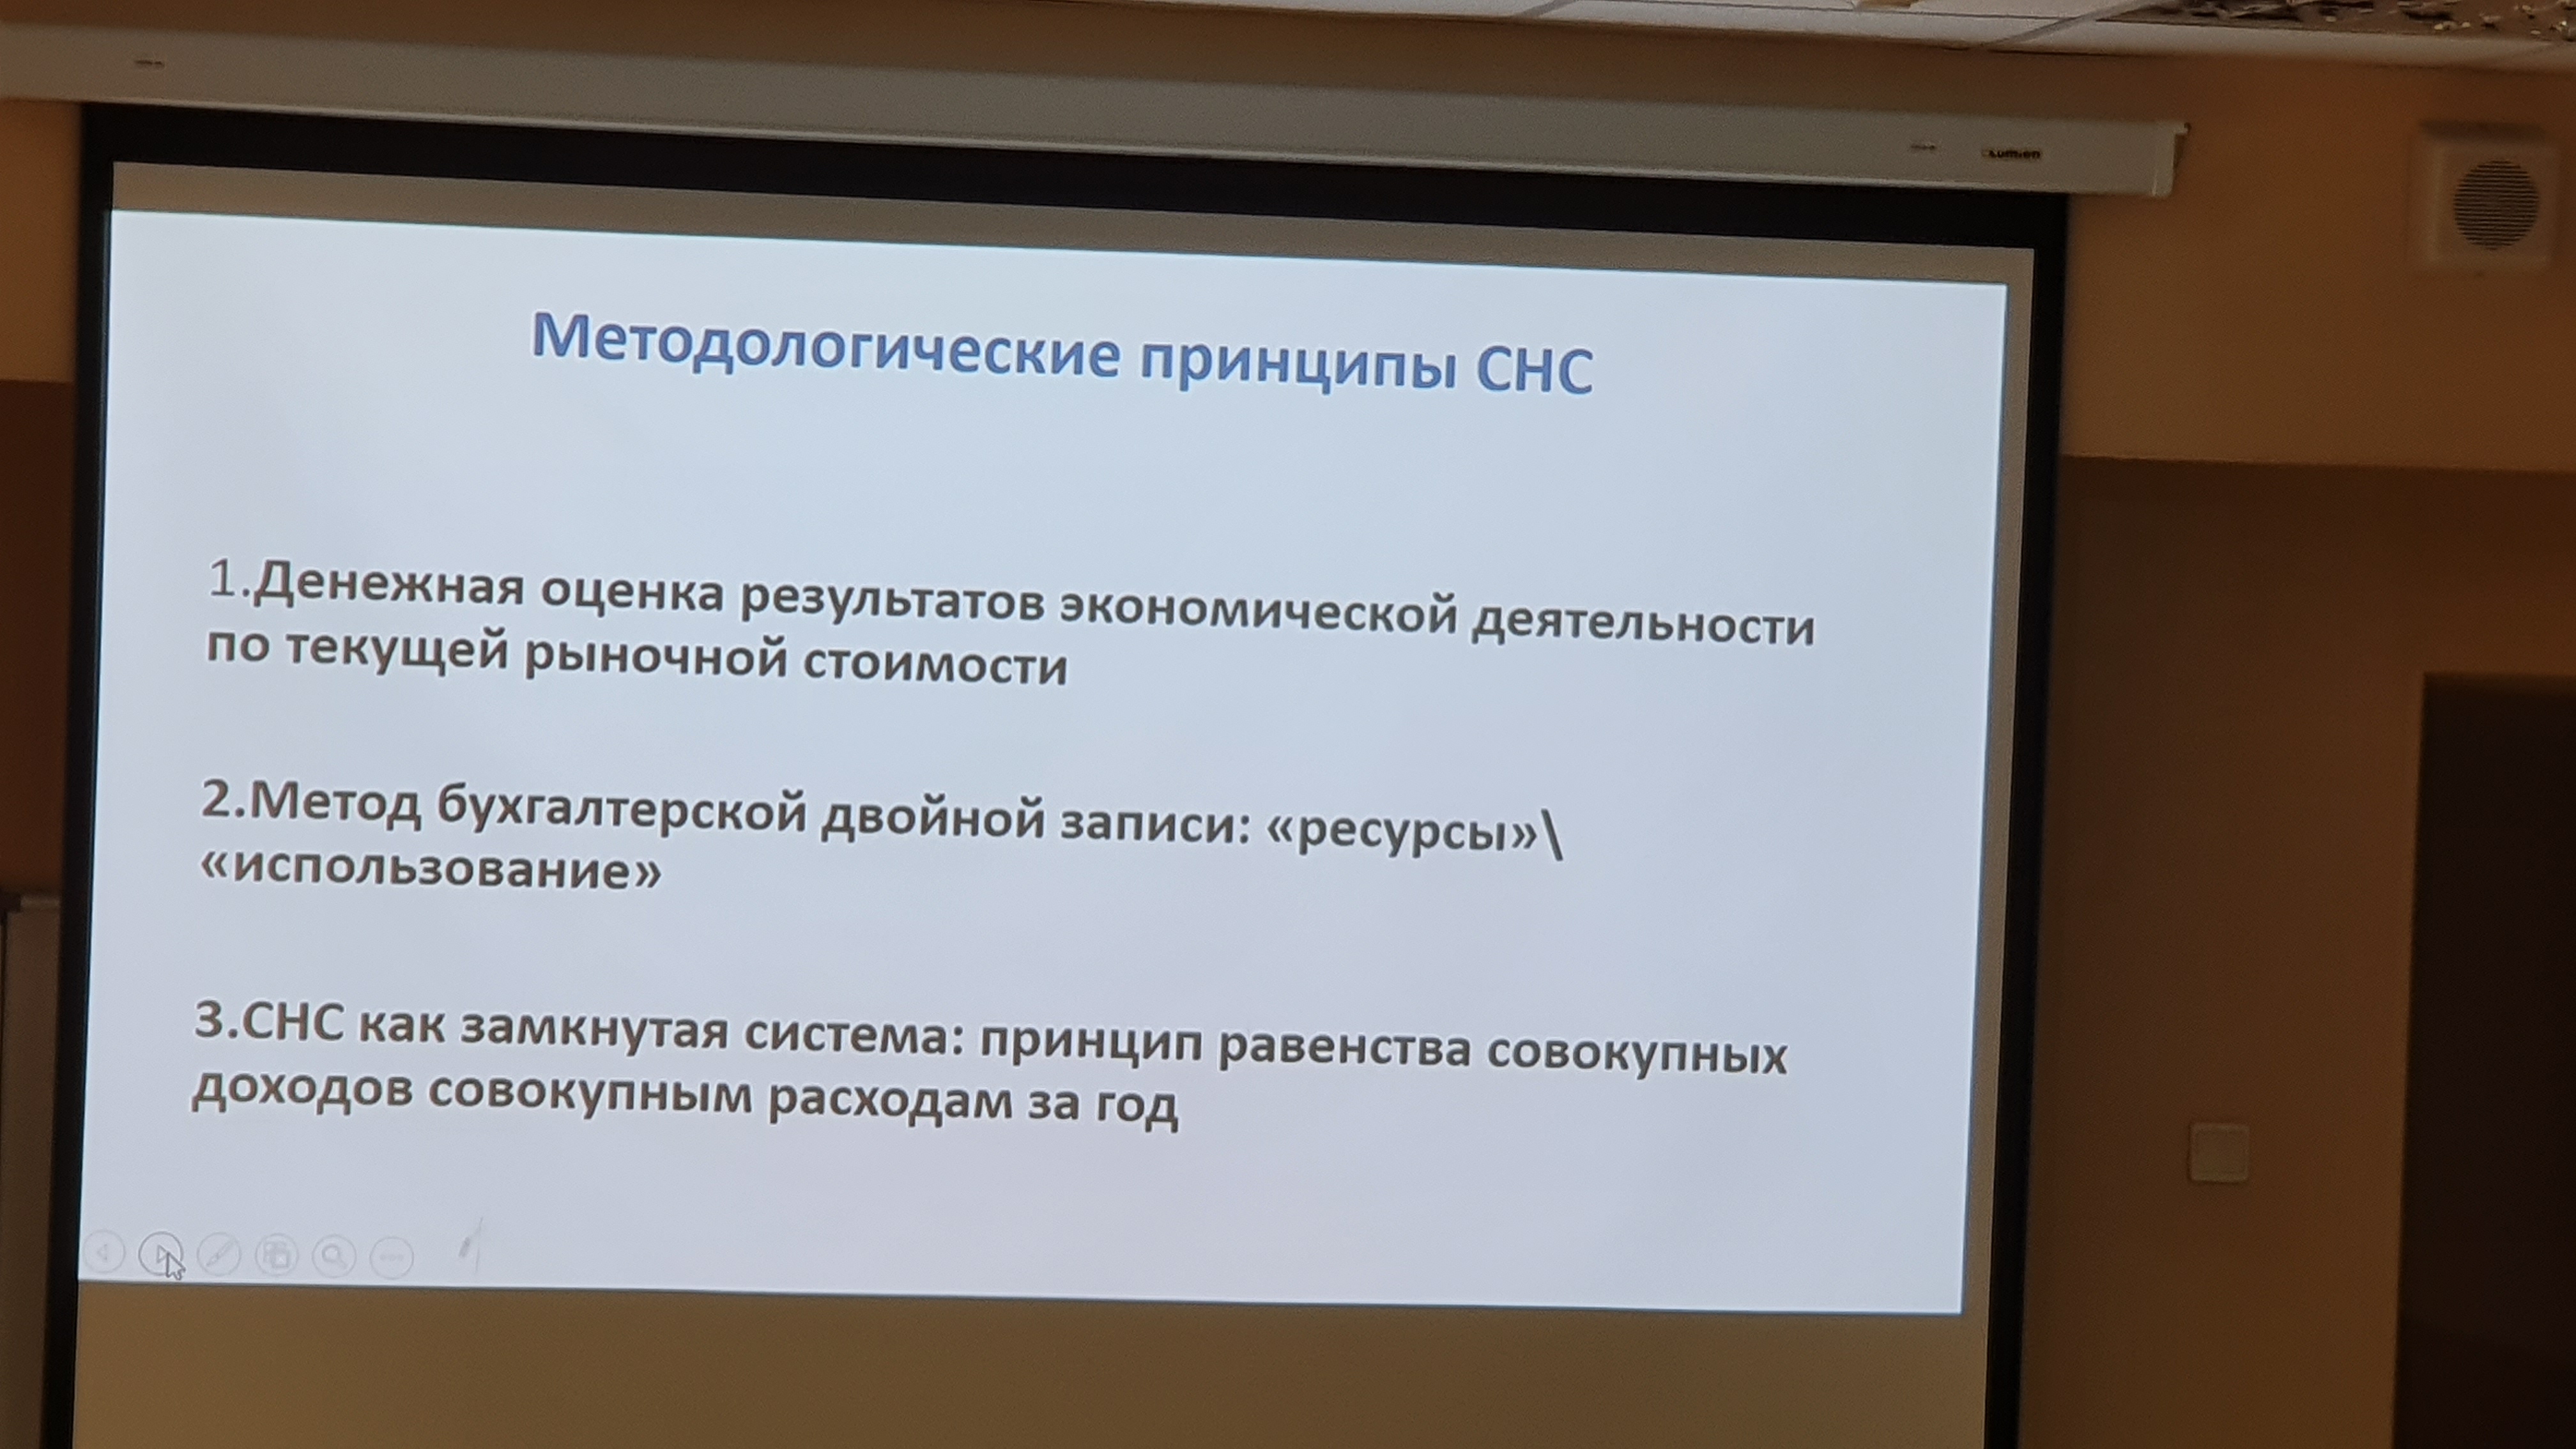 Lumien
Методологические принципы СНС
1.Денежная оценка результатов экономической деятельности
по текущей рыночной стоимости
2.Метод бухгалтерской двойной записи: «ресурсы»\
«использование»
3.СНС как замкнутая система: принцип равенства совокупных
доходов совокупным расходам за год